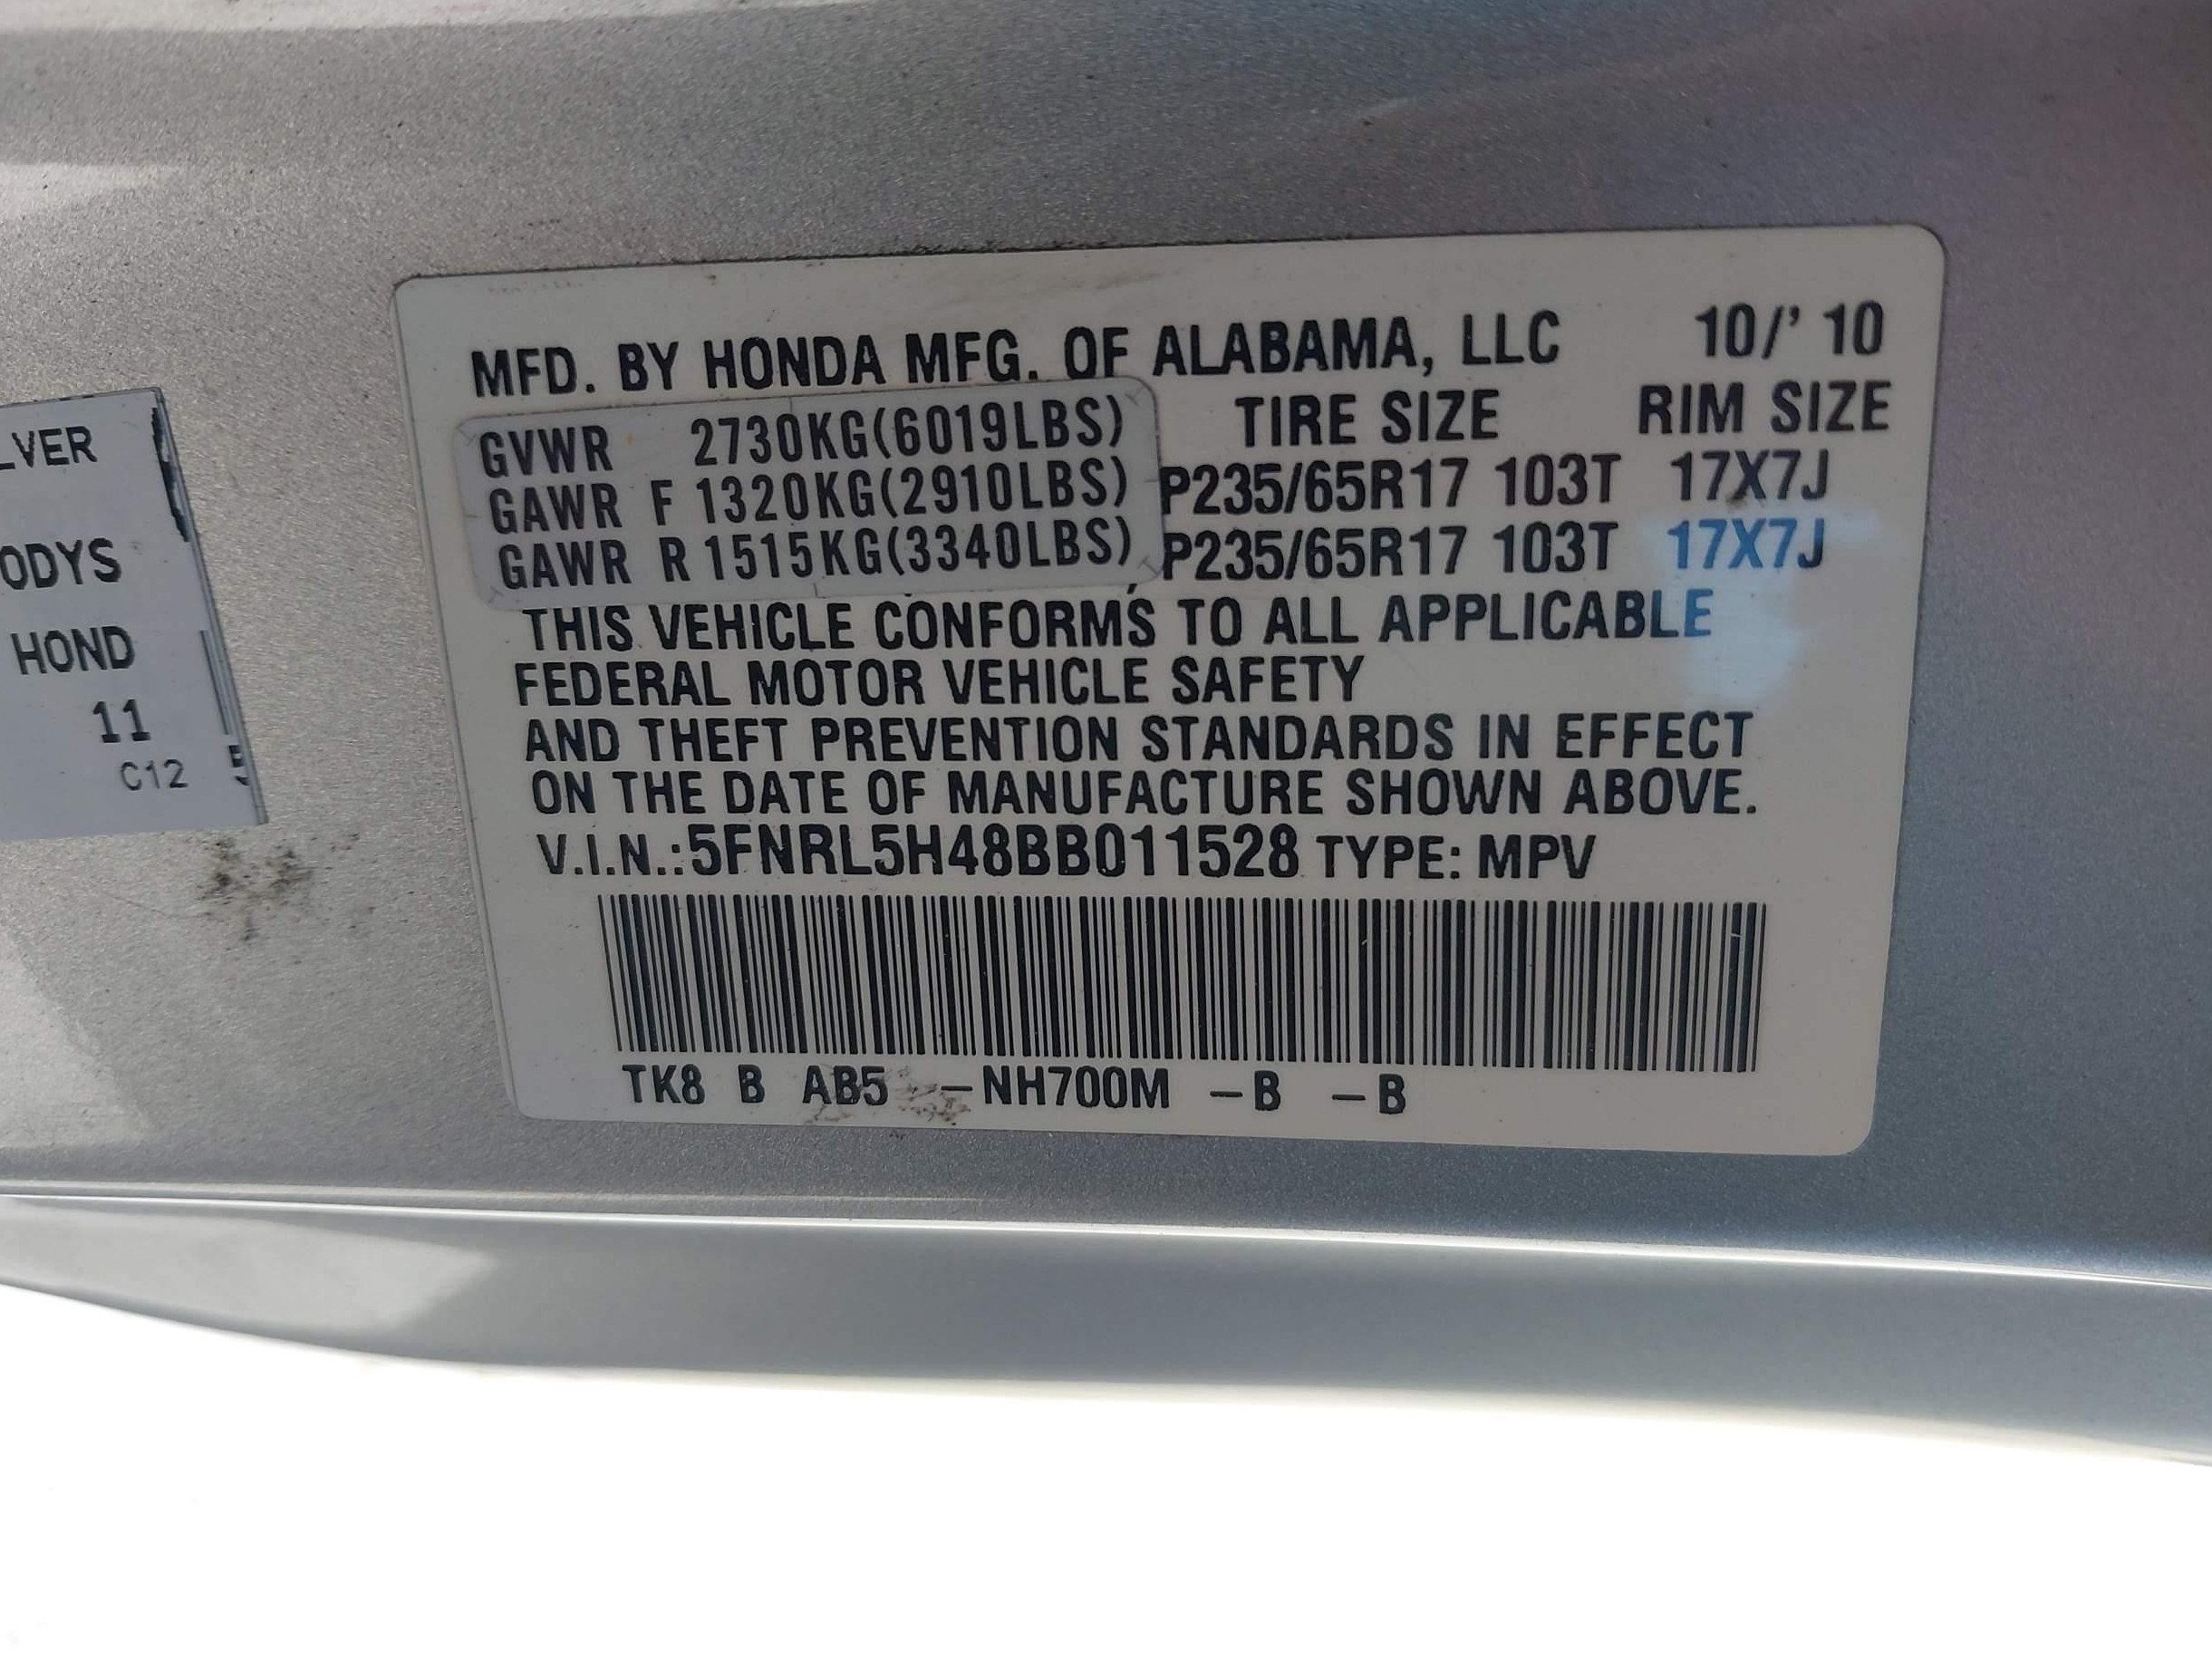 LVER
ODYS
HOND
11
C12
MFD. BY HONDA MFG. OF ALABAMA, LLC 10/' 10
TIRE SIZE RIM SIZE
GVWR 2730KG(6019LBS)
GAWR F 1320KG(2910LBS) P235/65R17 103T 17X7J
GAWR R 1515KG(3340LBS) P235/65R17 103T 17X7J
THIS VEHICLE CONFORMS TO ALL APPLICABLE
FEDERAL MOTOR VEHICLE SAFETY
AND THEFT PREVENTION STANDARDS IN EFFECT
ON THE DATE OF MANUFACTURE SHOWN ABOVE.
V.I.N.:5FNRL5H48BB011528 TYPE: MPV
TK8 B AB5 -NH700M -B -B